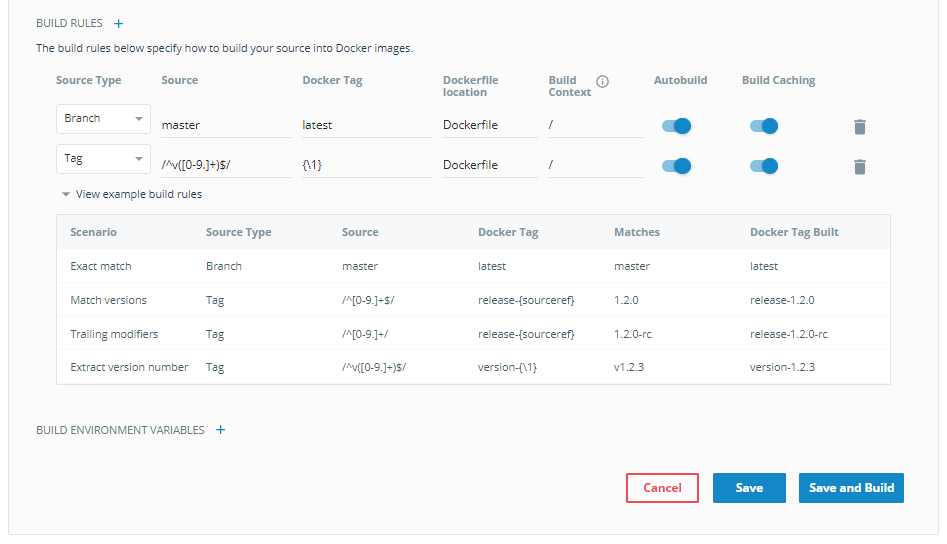 BUILD RULES +
The build rules below specify how to build your source into Docker images.
Source Type Source Docker Tag Dockerfile location Build Context Autobuild Build Caching
Branch master latest Dockerfile /
Tag /^v([0-9.]+)$/ {\1} Dockerfile /
View example build rules
Scenario Source Type Source Docker Tag Matches Docker Tag Built
Exact match Branch master latest master latest
Match versions Tag /^[0-9.]+$/ release-{sourceref} 1.2.0 release-1.2.0
Trailing modifiers Tag /^[0-9.]+/ release-{sourceref} 1.2.0-rc release-1.2.0-rc
Extract version number Tag /^v([0-9.]+)$/ version-{\1} v1.2.3 version-1.2.3
BUILD ENVIRONMENT VARIABLES +
Cancel Save Save and Build